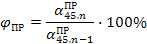 φ_ПР = α^ПР_45.n / α^ПР_45.n−1 · 100%